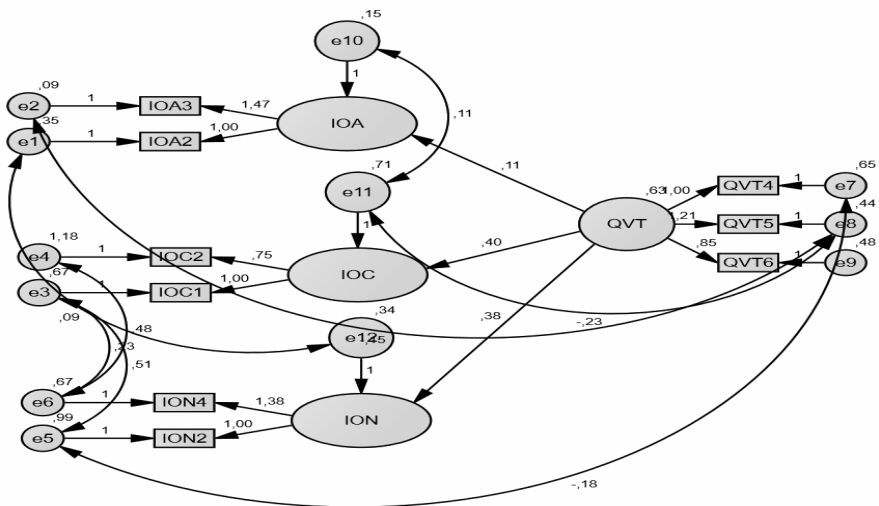 ,15
e10
1
,09
e2
1
IOA3
1,47
IOA
,35
e1
1
IOA2
1,00
,11
,11
,71
e11
1
,63
1,00
QVT4
1
,65
e7
QVT
1,21
QVT5
1
,44
e8
,85
QVT6
1
,48
e9
1,18
e4
1
IOC2
,75
,40
IOC
,67
e3
1
IOC1
1,00
,09
,48
,34
e12
,38
-,23
,51
1
,67
e6
1
ION4
1,38
ION
,99
e5
1
ION2
1,00
-,18